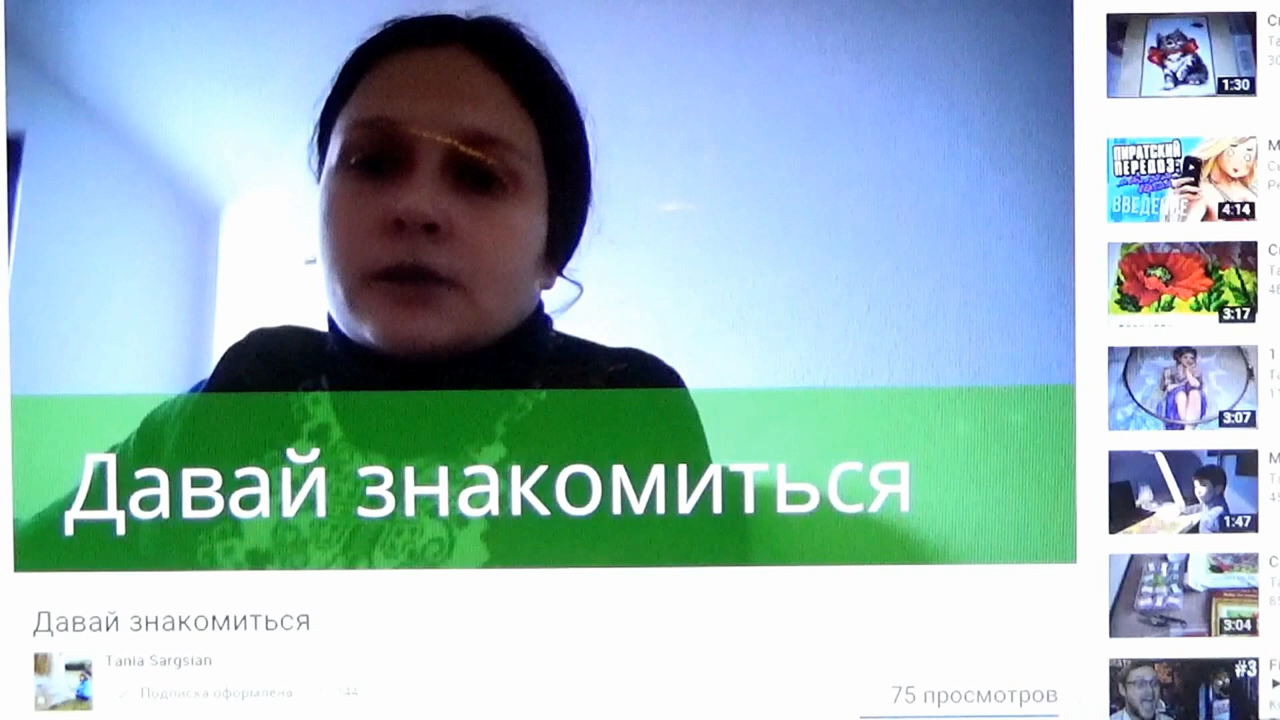 Давай знакомиться
Давай знакомиться
Tania Sargsian
Подписка оформлена
75 просмотров
1:30
ПИРАТСКИЙ
ПЕРЕВОЗ:
ВВЕДЕНИЕ
4:14
3:17
3:07
1:47
3:04
#3